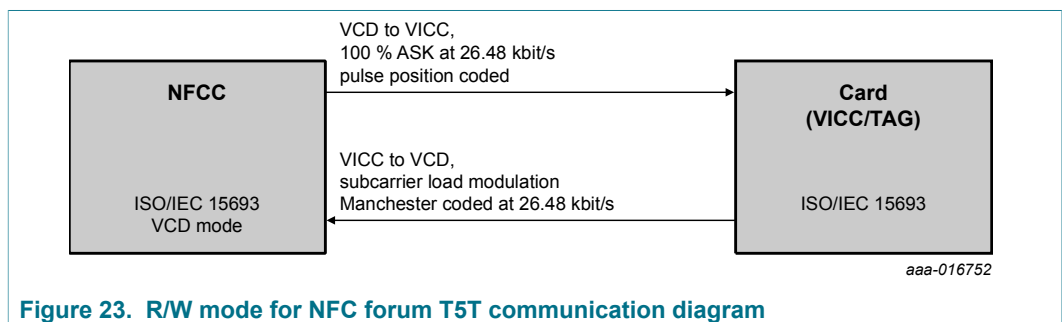 VCD to VICC,
100 % ASK at 26.48 kbit/s
pulse position coded
NFCC
Card
(VICC/TAG)
VICC to VCD,
subcarrier load modulation
Manchester coded at 26.48 kbit/s
ISO/IEC 15693
VCD mode
ISO/IEC 15693
aaa-016752
Figure 23. R/W mode for NFC forum T5T communication diagram